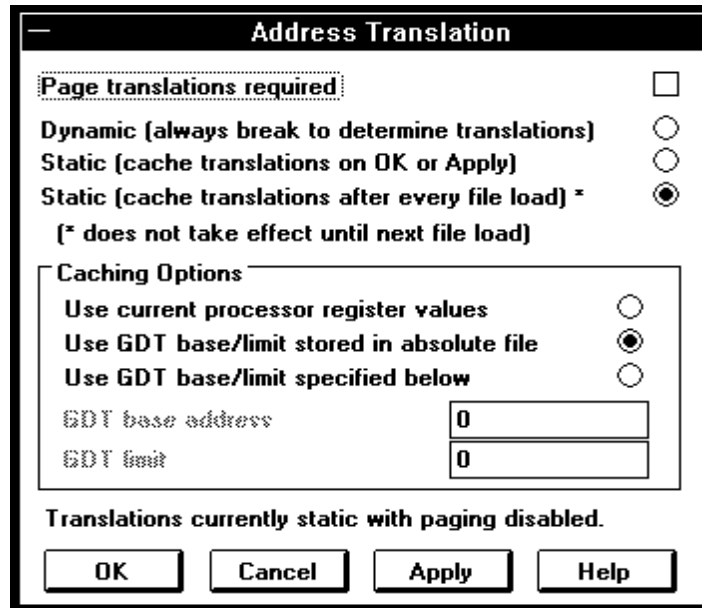 Address Translation
Page translations required
Dynamic (always break to determine translations)
Static (cache translations on OK or Apply)
Static (cache translations after every file load) *
(* does not take effect until next file load)
Caching Options
Use current processor register values
Use GDT base/limit stored in absolute file
Use GDT base/limit specified below
GDT base address 0
GDT limit 0
Translations currently static with paging disabled.
OK Cancel Apply Help